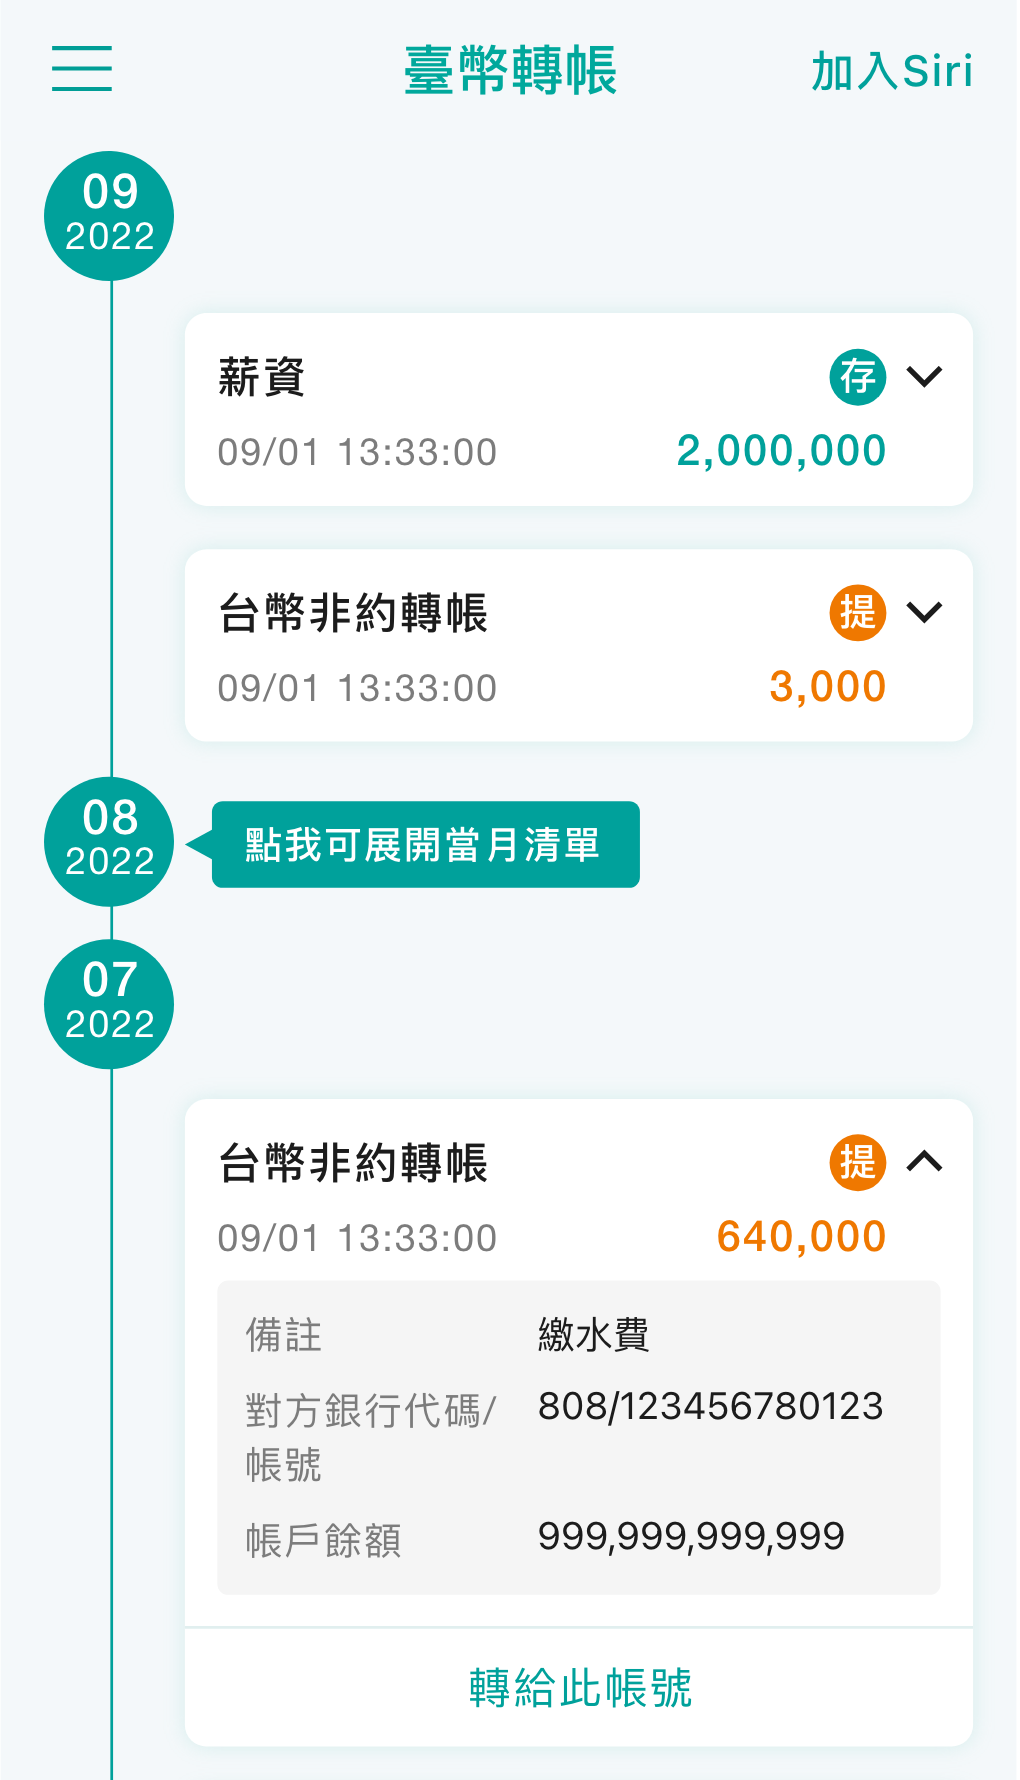 臺幣轉帳
加入Siri
09
2022
薪資
存
09/01 13:33:00
2,000,000
台幣非約轉帳
提
09/01 13:33:00
3,000
08
2022
點我可展開當月清單
07
2022
台幣非約轉帳
提
09/01 13:33:00
640,000
備註
繳水費
對方銀行代碼/
帳號
808/123456780123
帳戶餘額
999,999,999,999
轉給此帳號